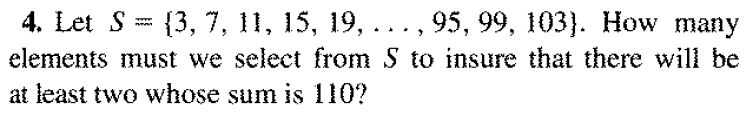 4. Let S = {3, 7, 11, 15, 19, . . . , 95, 99, 103}. How many
elements must we select from S to insure that there will be
at least two whose sum is 110?